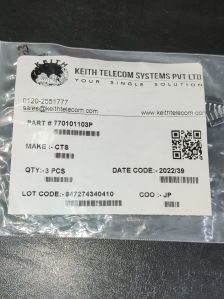 KEITH
KEITH TELECOM SYSTEMS PVT LTD
YOUR SINGLE SOLUTION
0120-2551777
sales@keithtelecom.com
www.keithtelecom.com
PART # 770101103P
MAKE :- CTS
QTY:-3 PCS
DATE CODE:- 2022/39
LOT CODE:-947274340410
COO :- JP